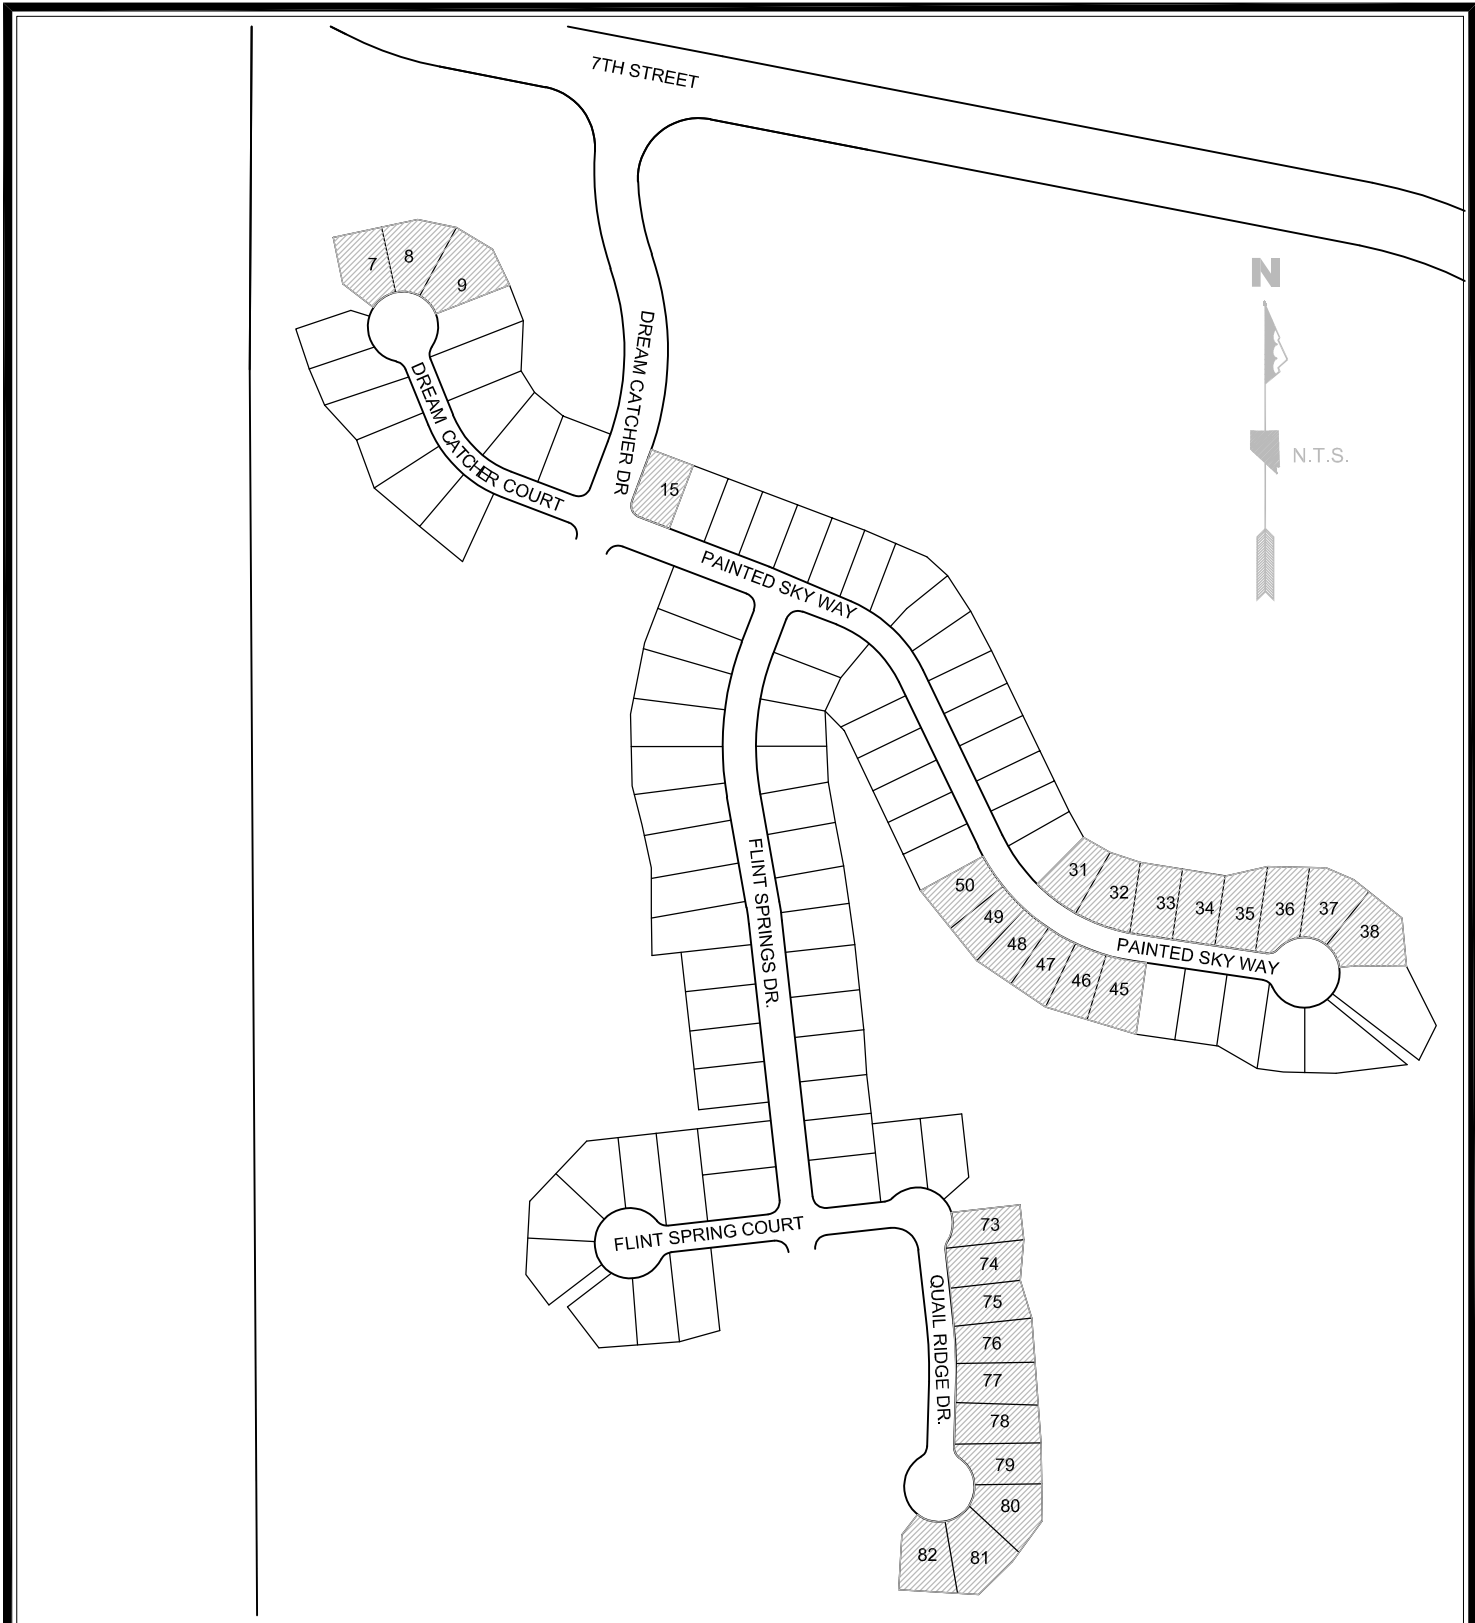 7TH STREET
7
8
9
N
DREAM CATCHER DR
DREAM CATCHER COURT
N.T.S.
15
PAINTED SKY WAY
FLINT SPRINGS DR.
31
32
33
34
35
36
37
38
50
49
48
47
46
45
PAINTED SKY WAY
FLINT SPRING COURT
QUAIL RIDGE DR.
73
74
75
76
77
78
79
80
81
82